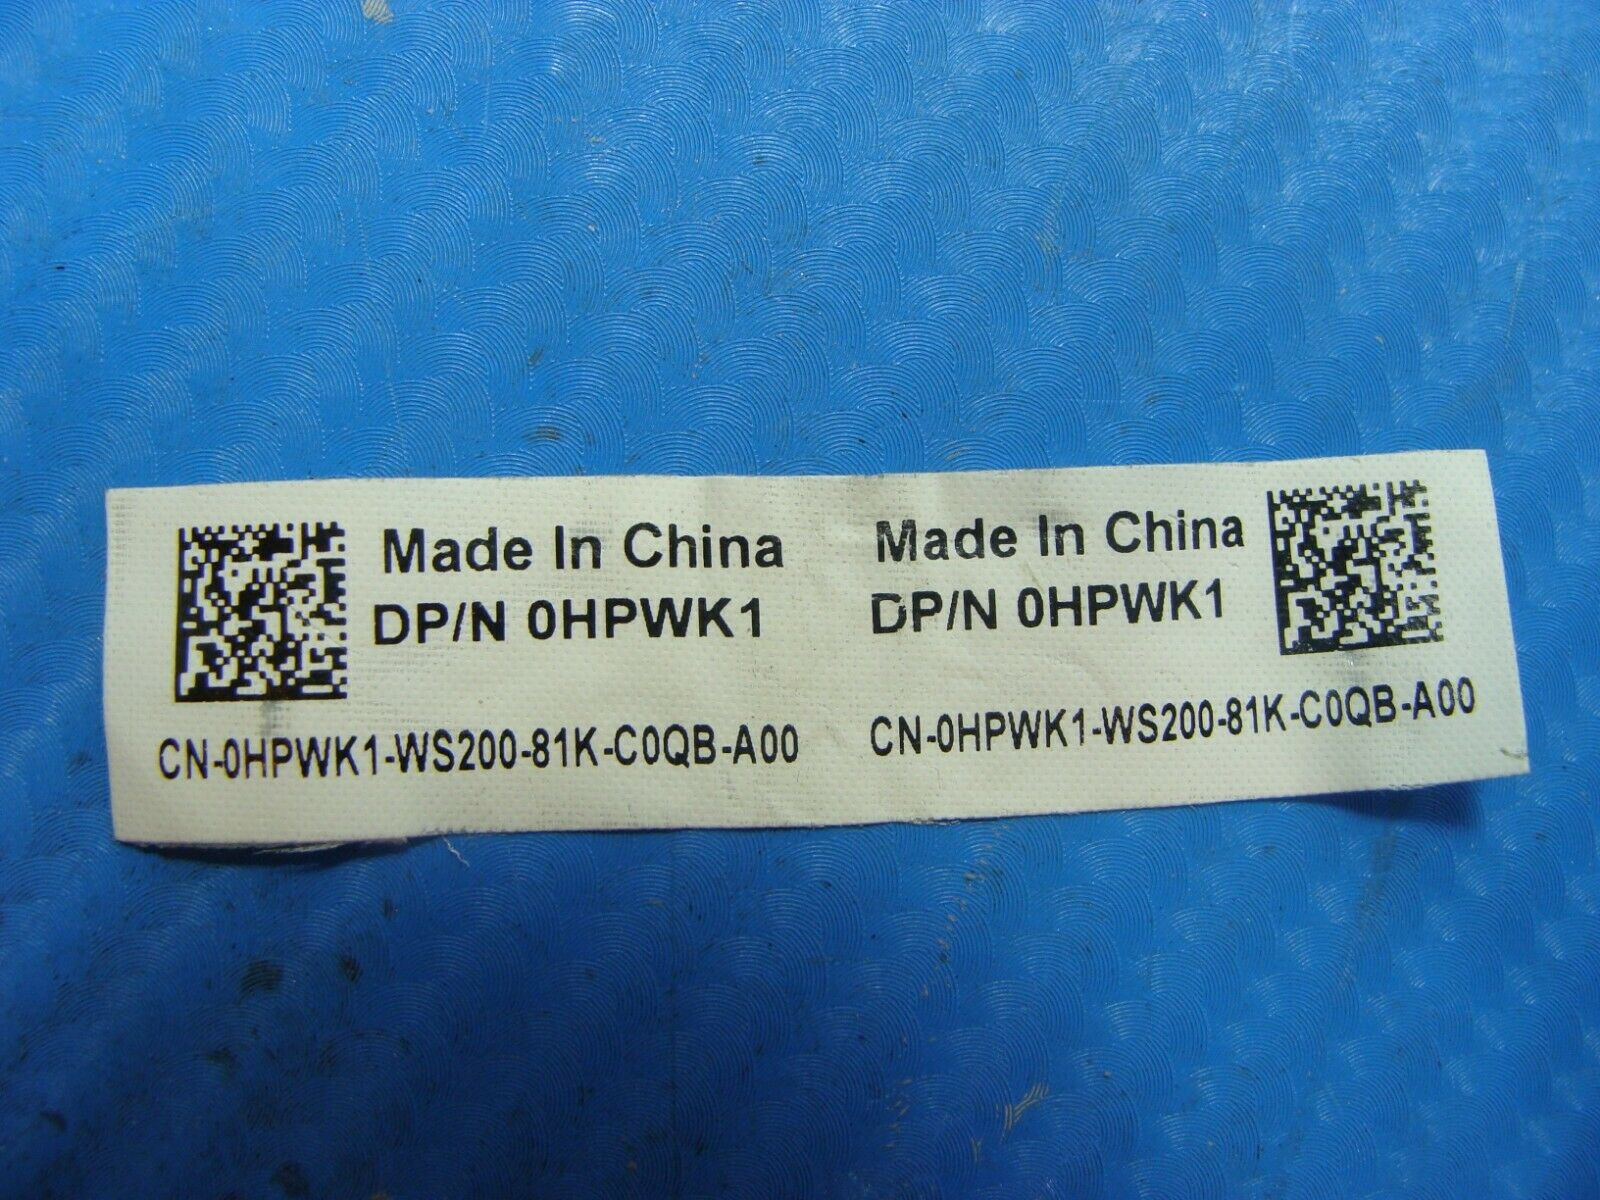 Made In China
DP/N 0HPWK1
CN-0HPWK1-WS200-81K-C0QB-A00
Made In China
DP/N 0HPWK1
CN-0HPWK1-WS200-81K-C0QB-A00